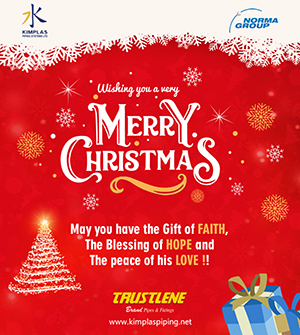 KIMPLAS
NORMA
GROUP
Wishing you a very
MERRY
CHRISTMAS
May you have the Gift of FAITH,
The Blessing of HOPE and
The peace of his LOVE !!
TRUSTLENE
Brand Pipes & Fittings
www.kimplaspiping.net